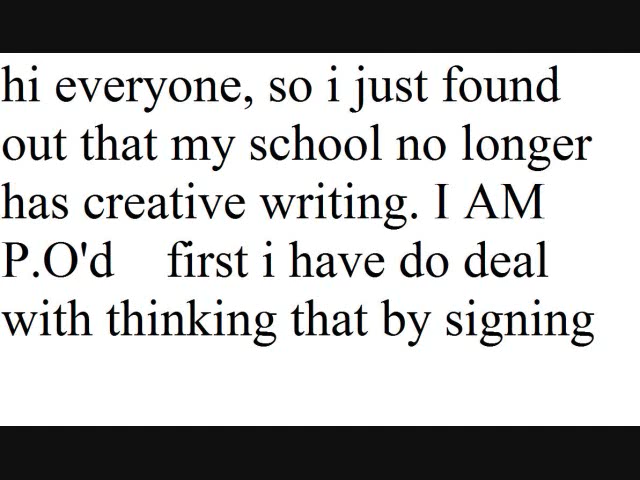 hi everyone, so i just found
out that my school no longer
has creative writing. I AM
P.O'd    first i have do deal
with thinking that by signing